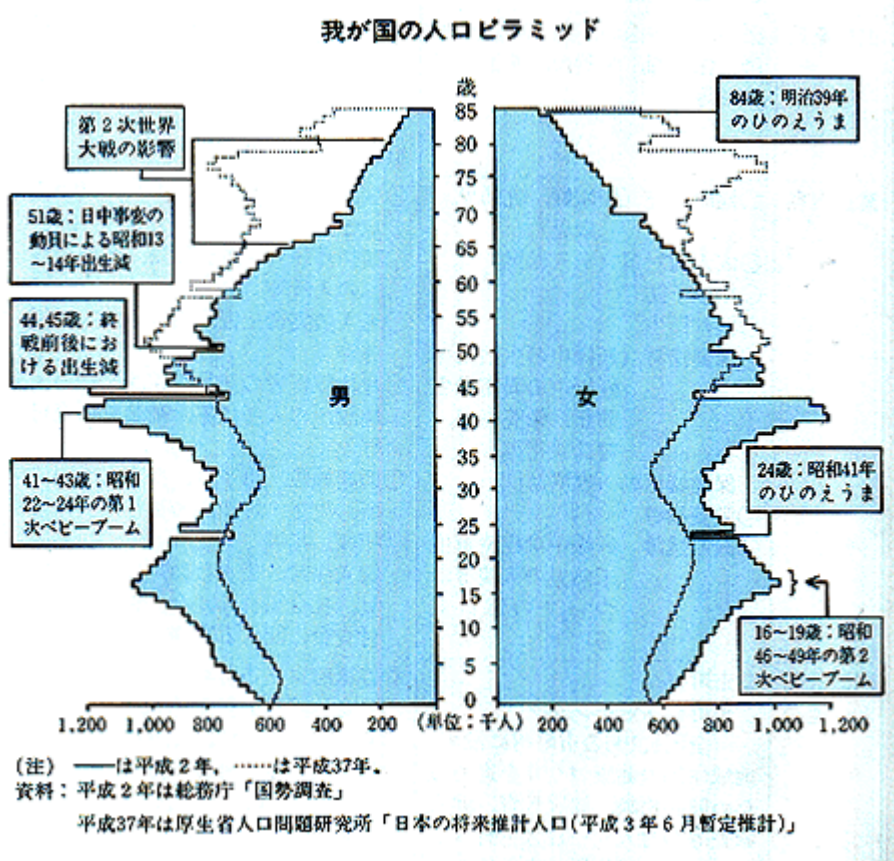 我が国の人口ピラミッド
歳
第2次世界
大戦の影響
51歳：日中事変の
動員による昭和13
～14年出生減
44,45歳：終
戦前後にお
ける出生減
41～43歳：昭和
22～24年の第1
次ベビーブーム
男
85
80
75
70
65
60
55
50
45
40
35
30
25
20
15
10
5
0
女
84歳：明治39年
のひのえうま
24歳：昭和41年
のひのえうま
16～19歳：昭和
46～49年の第2
次ベビーブーム
1,200 1,000 800 600 400 200 (単位：千人) 200 400 600 800 1,000 1,200
(注) ──は平成2年，……は平成37年。
資料：平成2年は総務庁「国勢調査」
平成37年は厚生省人口問題研究所「日本の将来推計人口(平成3年6月暫定推計)」